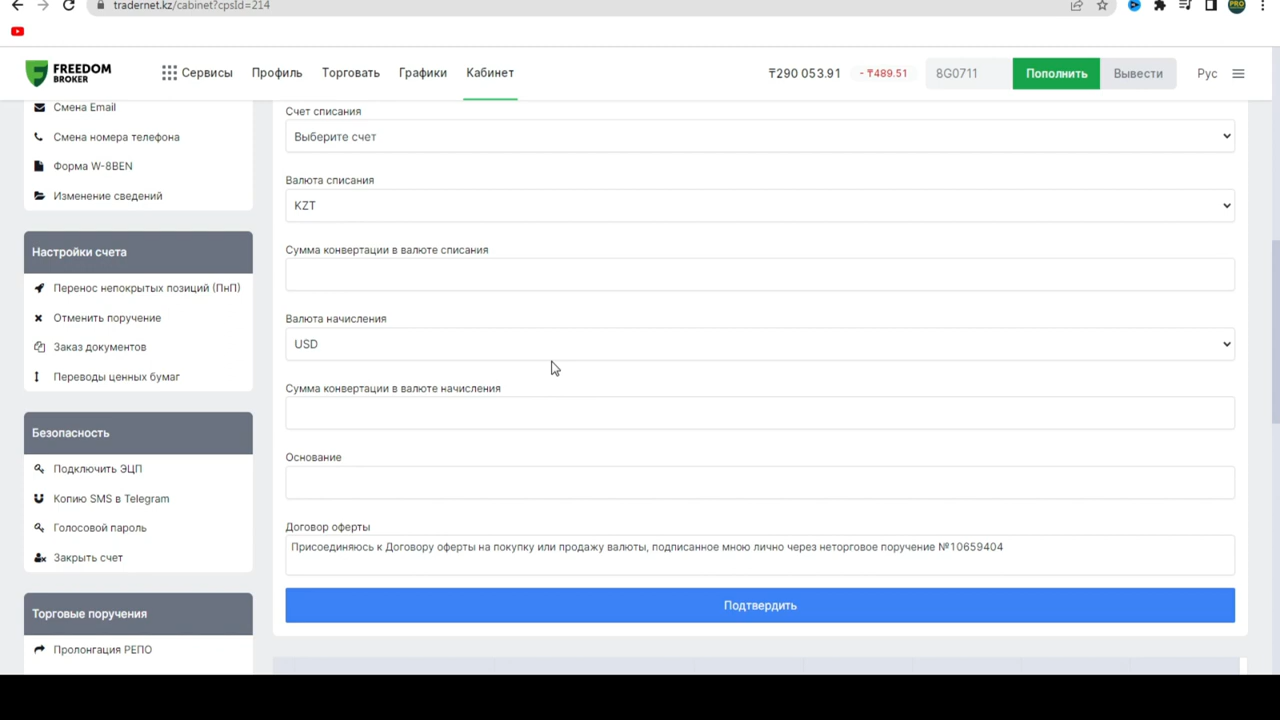 tradernet.kz/cabinet?cpsId=214
PRO
FREEDOM
BROKER
Сервисы
Профиль
Торговать
Графики
Кабинет
₸290 053.91
- ₸489.51
8G0711
Пополнить
Вывести
Рус
Смена Email
Смена номера телефона
Форма W-8BEN
Изменение сведений
Настройки счета
Перенос непокрытых позиций (ПнП)
Отменить поручение
Заказ документов
Переводы ценных бумаг
Безопасность
Подключить ЭЦП
Копию SMS в Telegram
Голосовой пароль
Закрыть счет
Торговые поручения
Пролонгация РЕПО
Счет списания
Выберите счет
Валюта списания
KZT
Сумма конвертации в валюте списания
Валюта начисления
USD
Сумма конвертации в валюте начисления
Основание
Договор оферты
Присоединяюсь к Договору оферты на покупку или продажу валюты, подписанное мною лично через неторговое поручение №10659404
Подтвердить